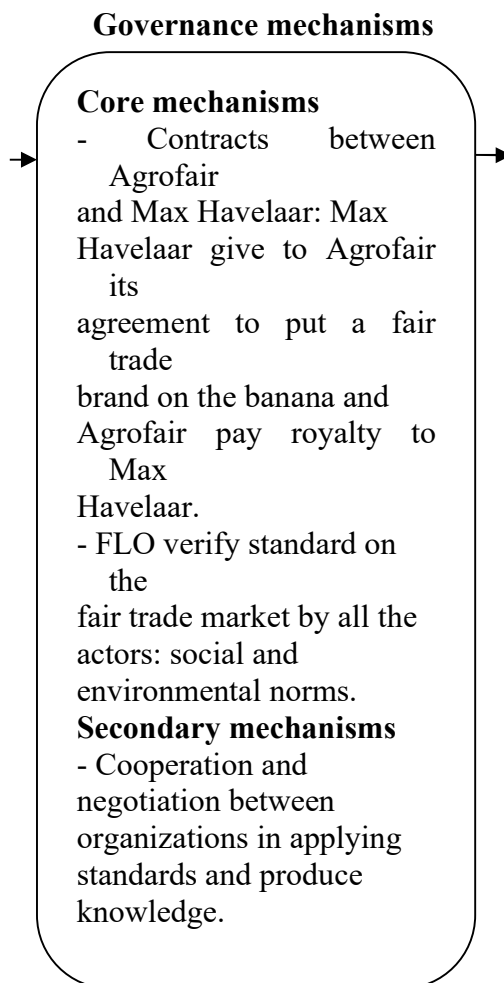 Governance mechanisms
Core mechanisms
- Contracts between
Agrofair
and Max Havelaar: Max
Havelaar give to Agrofair
its
agreement to put a fair
trade
brand on the banana and
Agrofair pay royalty to
Max
Havelaar.
- FLO verify standard on
the
fair trade market by all the
actors: social and
environmental norms.
Secondary mechanisms
- Cooperation and
negotiation between
organizations in applying
standards and produce
knowledge.